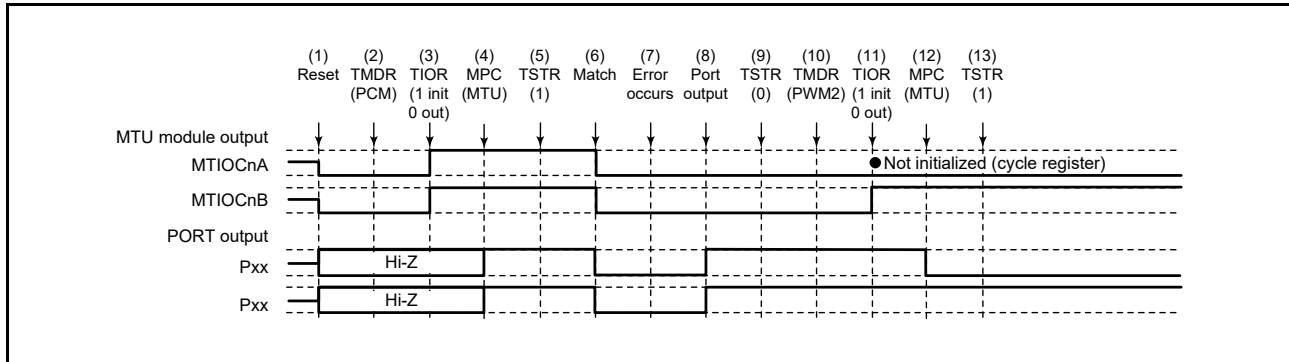 (1) (2) (3) (4) (5) (6) (7) (8) (9) (10) (11) (12) (13)
Reset TMDR TIOR MPC TSTR Match Error Port TSTR TMDR TIOR MPC TSTR
(PCM) (1 init (MTU) (1) occurs output (0) (PWM2) (1 init (MTU) (1)
0 out) 0 out)
MTU module output
MTIOCnA Not initialized (cycle register)
MTIOCnB
PORT output
Pxx Hi-Z
Pxx Hi-Z